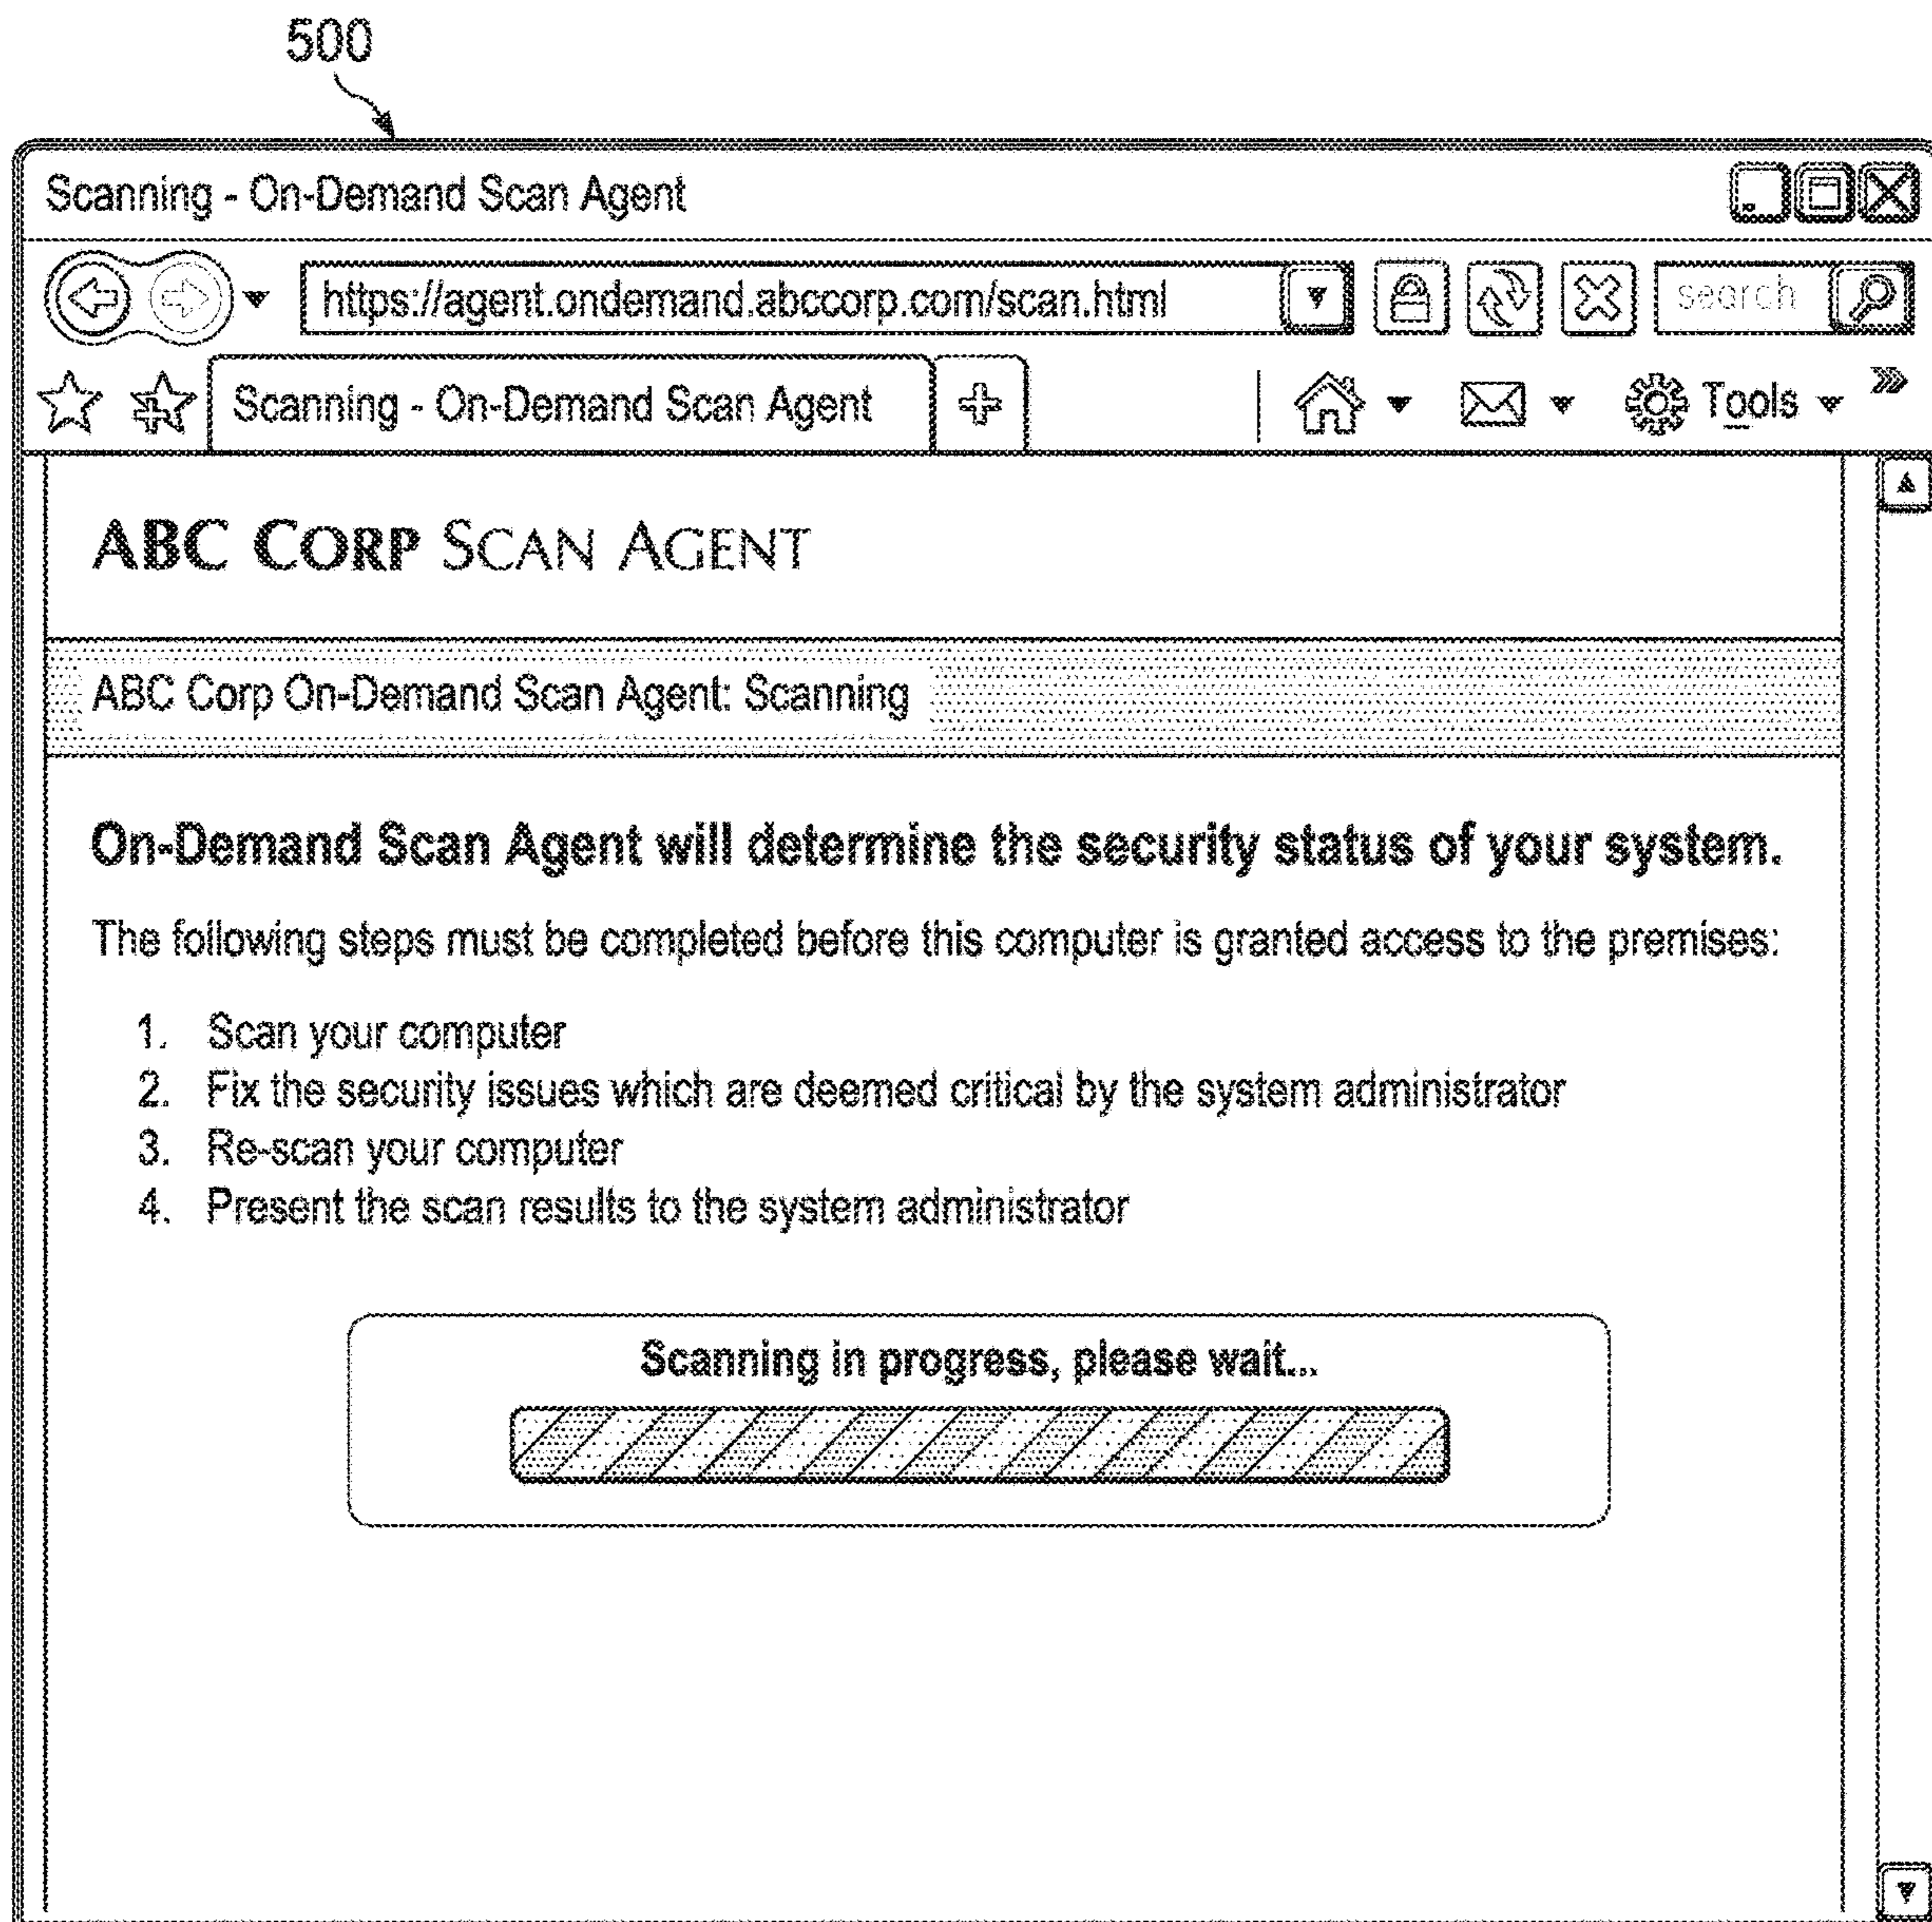 500
Scanning - On-Demand Scan Agent
https://agent.ondemand.abccorp.com/scan.html search
Scanning - On-Demand Scan Agent Tools
ABC CORP SCAN AGENT
ABC Corp On-Demand Scan Agent: Scanning
On-Demand Scan Agent will determine the security status of your system.
The following steps must be completed before this computer is granted access to the premises:
1. Scan your computer
2. Fix the security issues which are deemed critical by the system administrator
3. Re-scan your computer
4. Present the scan results to the system administrator
Scanning in progress, please wait...